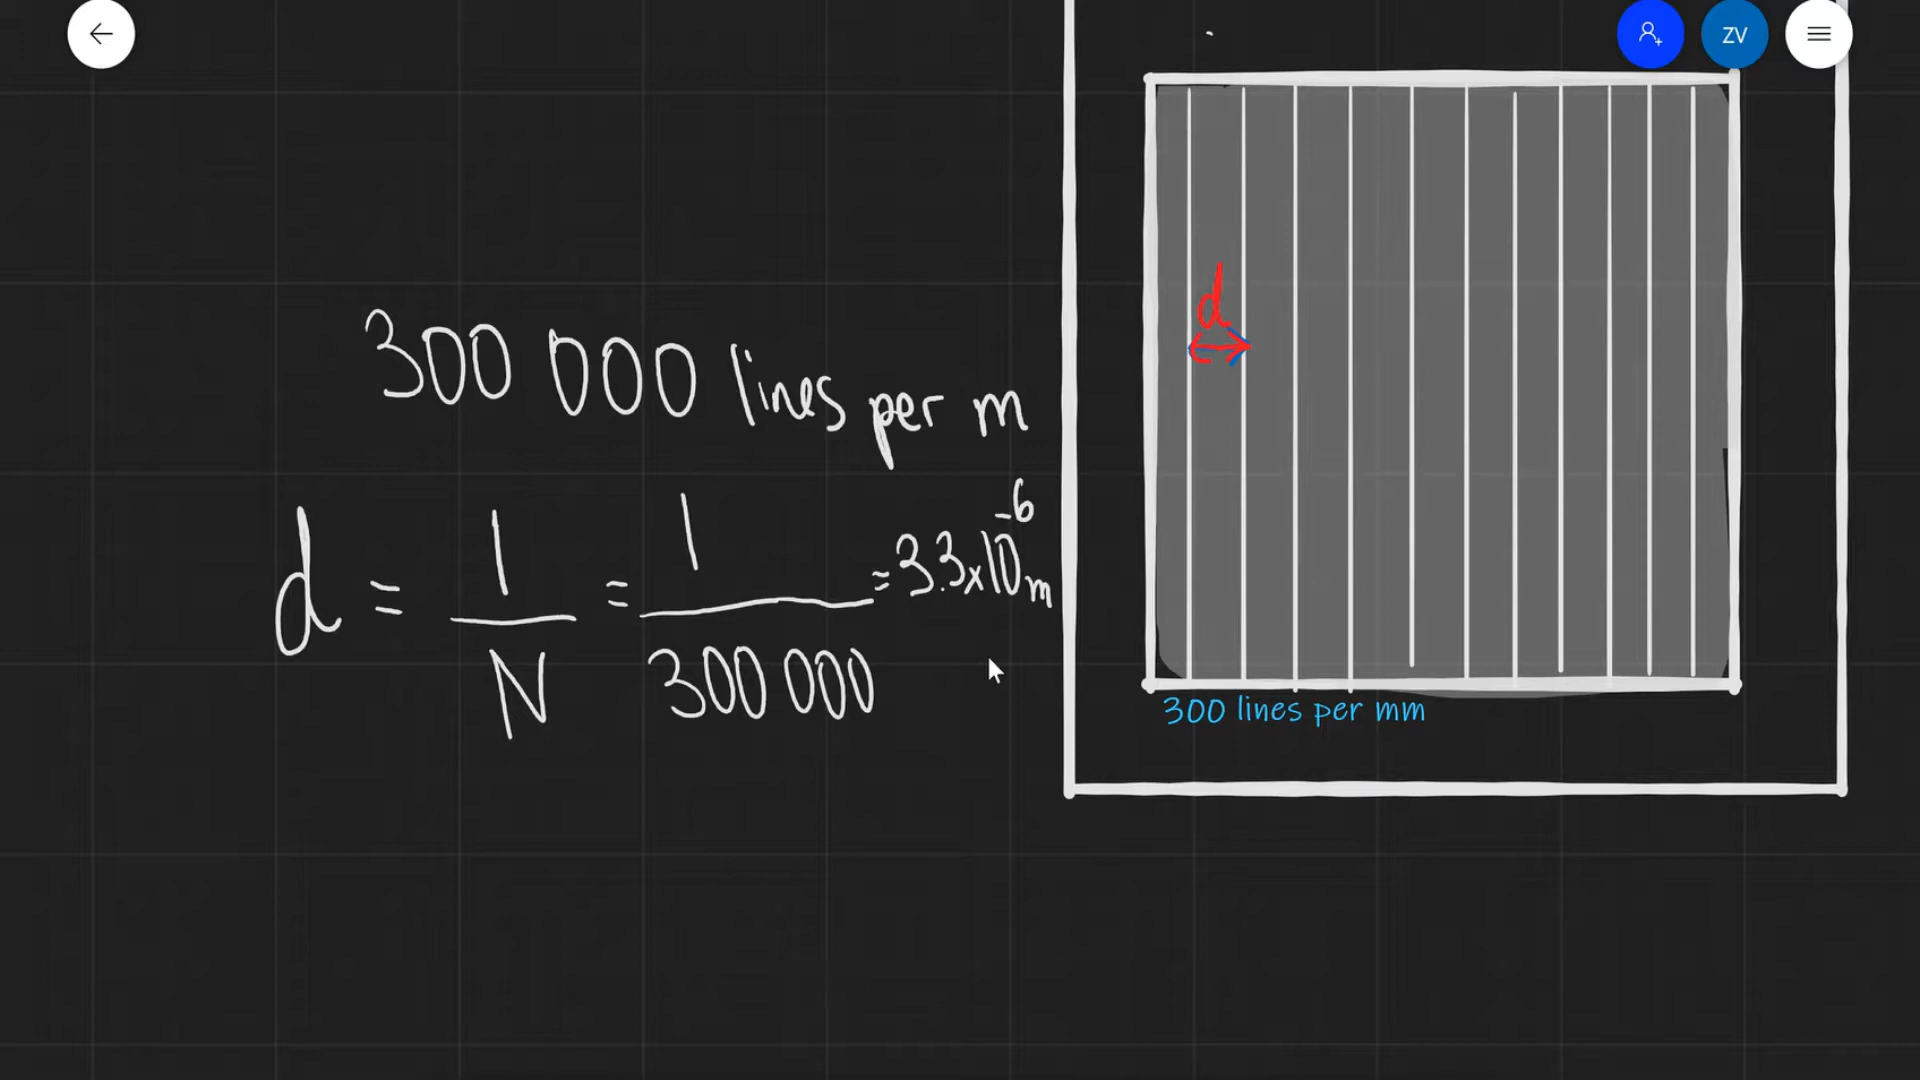 ZV
d
300 000 lines per m
d = 1/N = 1/300 000 = 3.3x10^-6 m
300 lines per mm